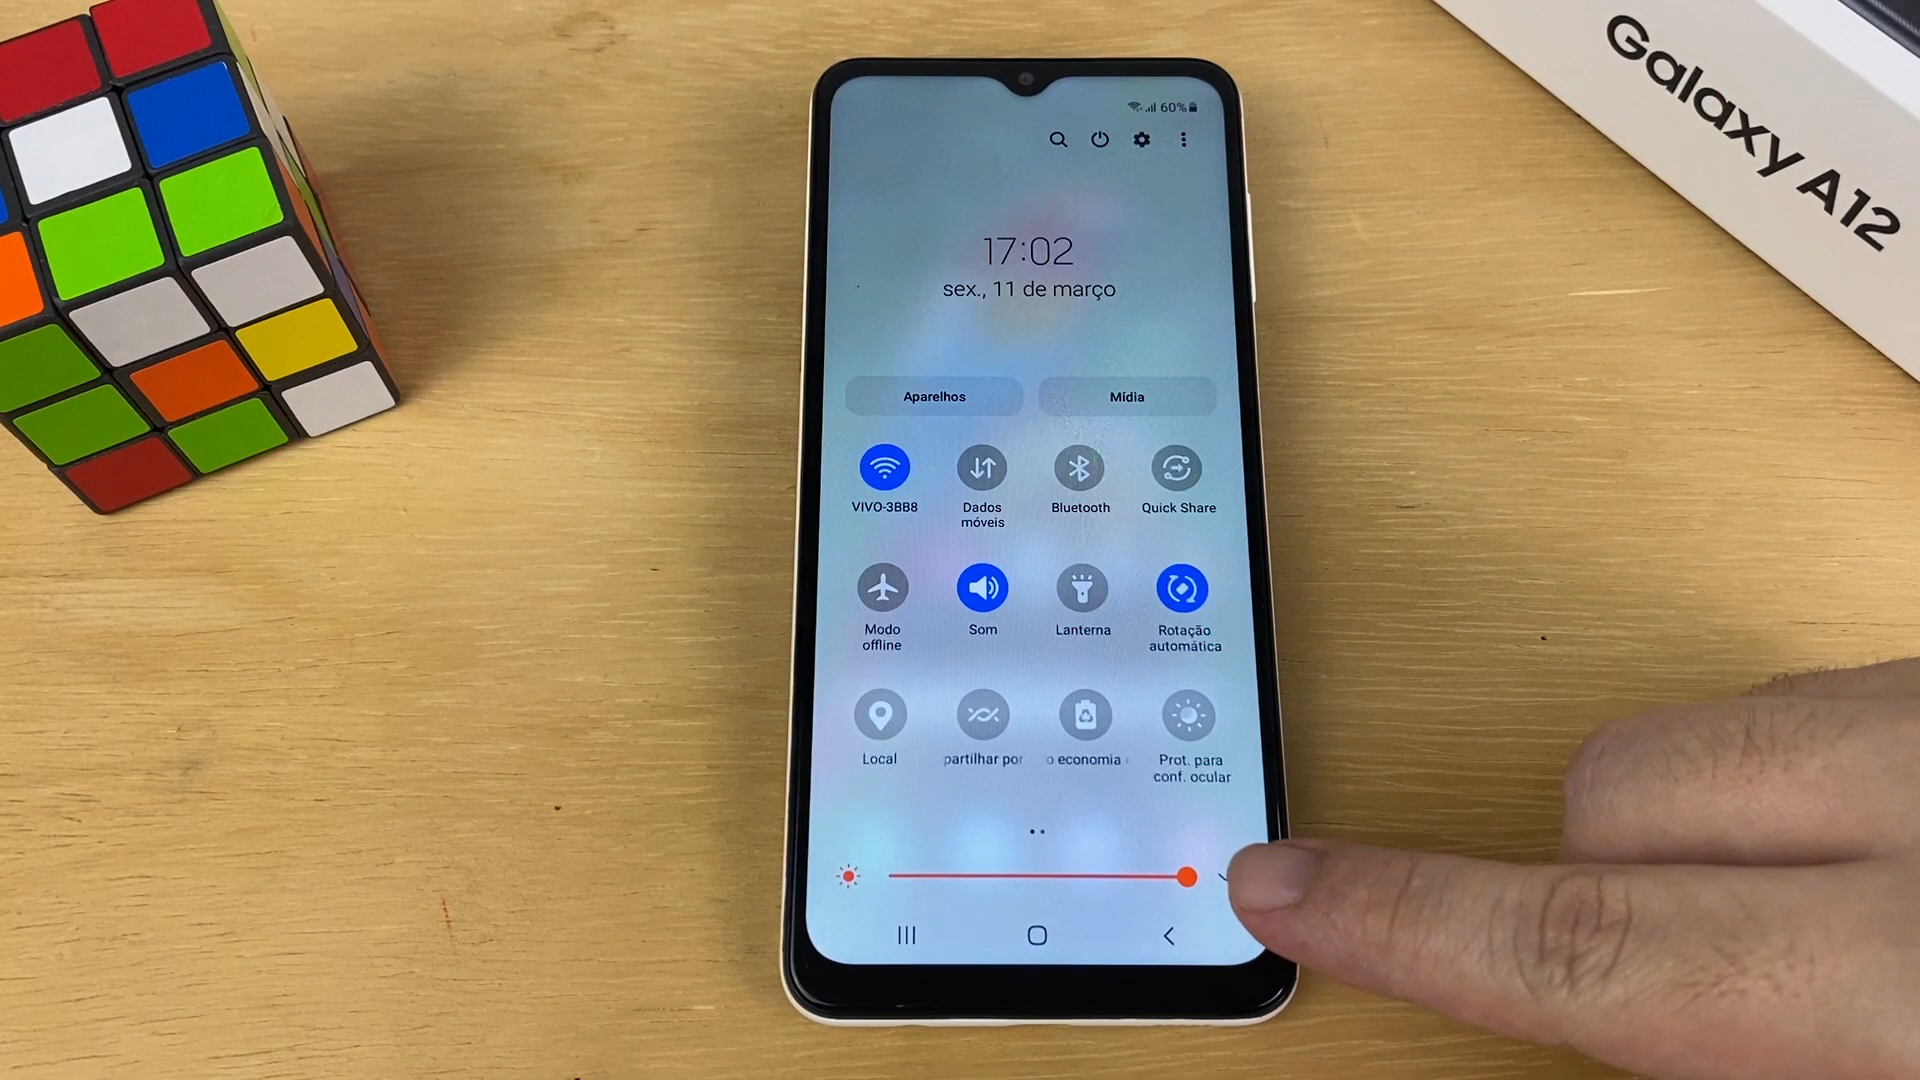 Galaxy A12
60%
17:02
sex., 11 de março
Aparelhos
Mídia
VIVO-3BB8
Dados
móveis
Bluetooth
Quick Share
Modo
offline
Som
Lanterna
Rotação
automática
Local
partilhar por
o economia
Prot. para
conf. ocular